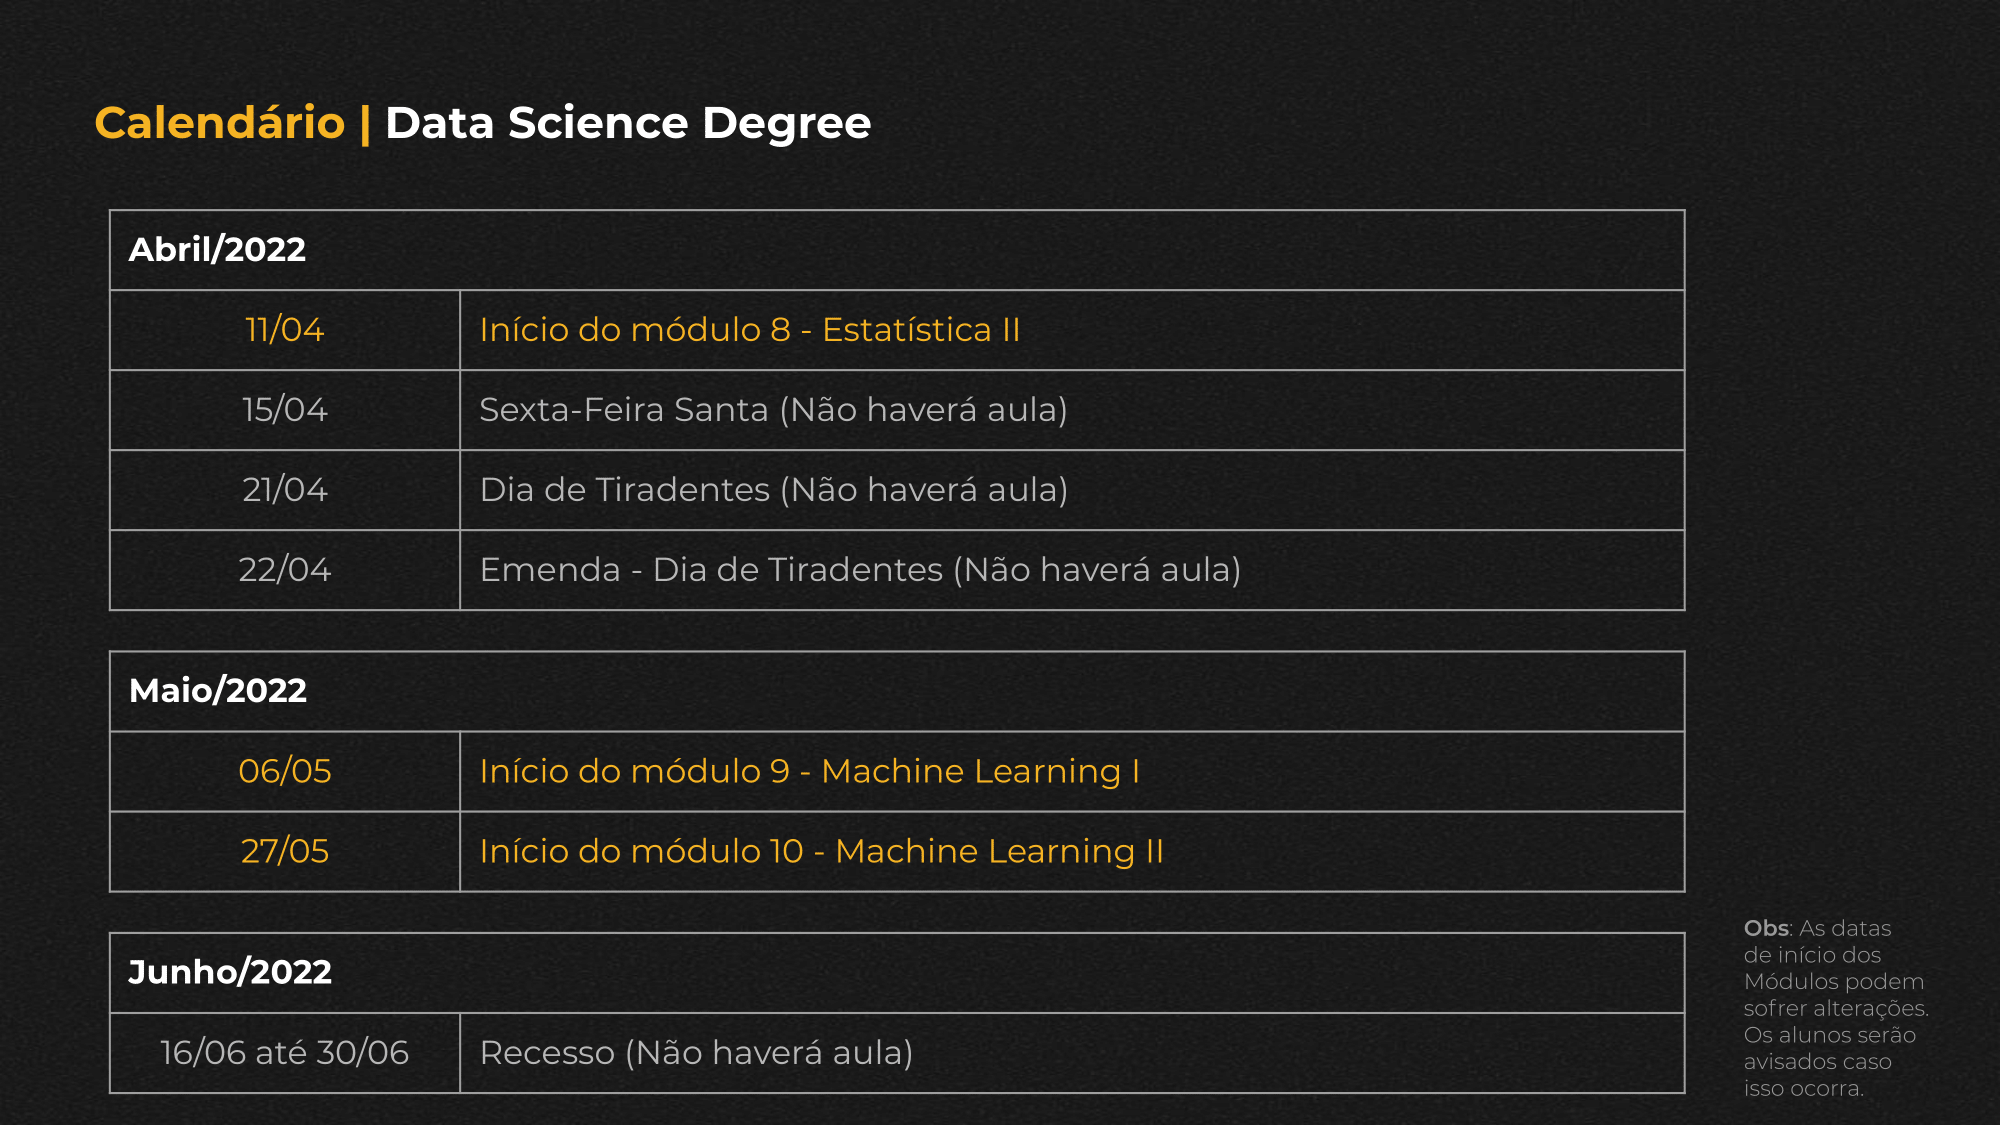 Calendário | Data Science Degree
Abril/2022
11/04 Início do módulo 8 - Estatística II
15/04 Sexta-Feira Santa (Não haverá aula)
21/04 Dia de Tiradentes (Não haverá aula)
22/04 Emenda - Dia de Tiradentes (Não haverá aula)
Maio/2022
06/05 Início do módulo 9 - Machine Learning I
27/05 Início do módulo 10 - Machine Learning II
Junho/2022
16/06 até 30/06 Recesso (Não haverá aula)
Obs: As datas
de início dos
Módulos podem
sofrer alterações.
Os alunos serão
avisados caso
isso ocorra.